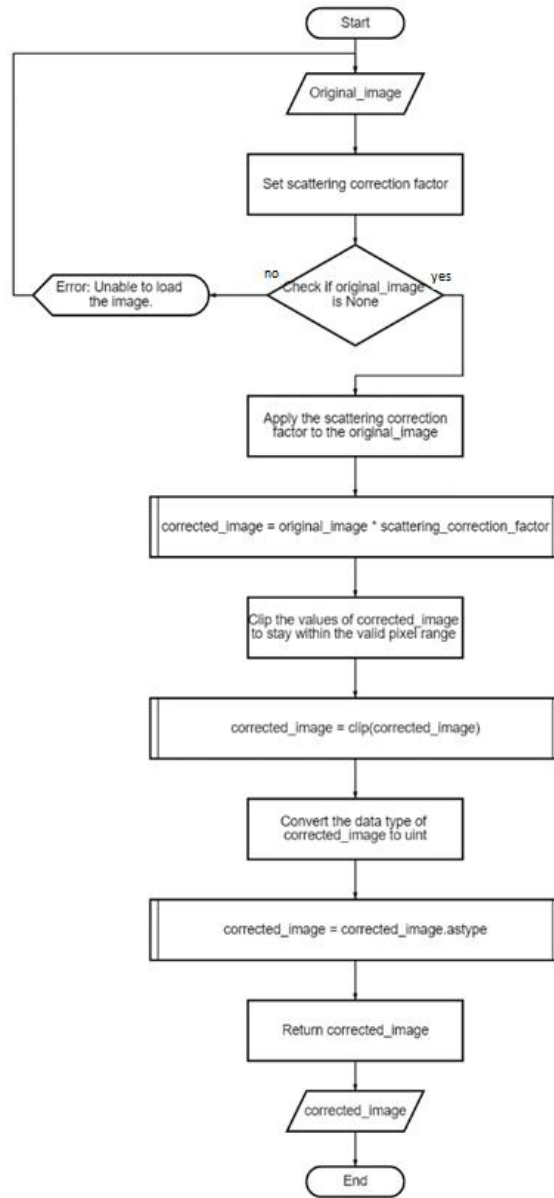 Start
Original_image
Set scattering correction factor
no
yes
Check if original_image
is None
Error: Unable to load
the image.
Apply the scattering correction
factor to the original_image
corrected_image = original_image * scattering_correction_factor
Clip the values of corrected_image
to stay within the valid pixel range
corrected_image = clip(corrected_image)
Convert the data type of
corrected_image to uint
corrected_image = corrected_image.astype
Return corrected_image
corrected_image
End